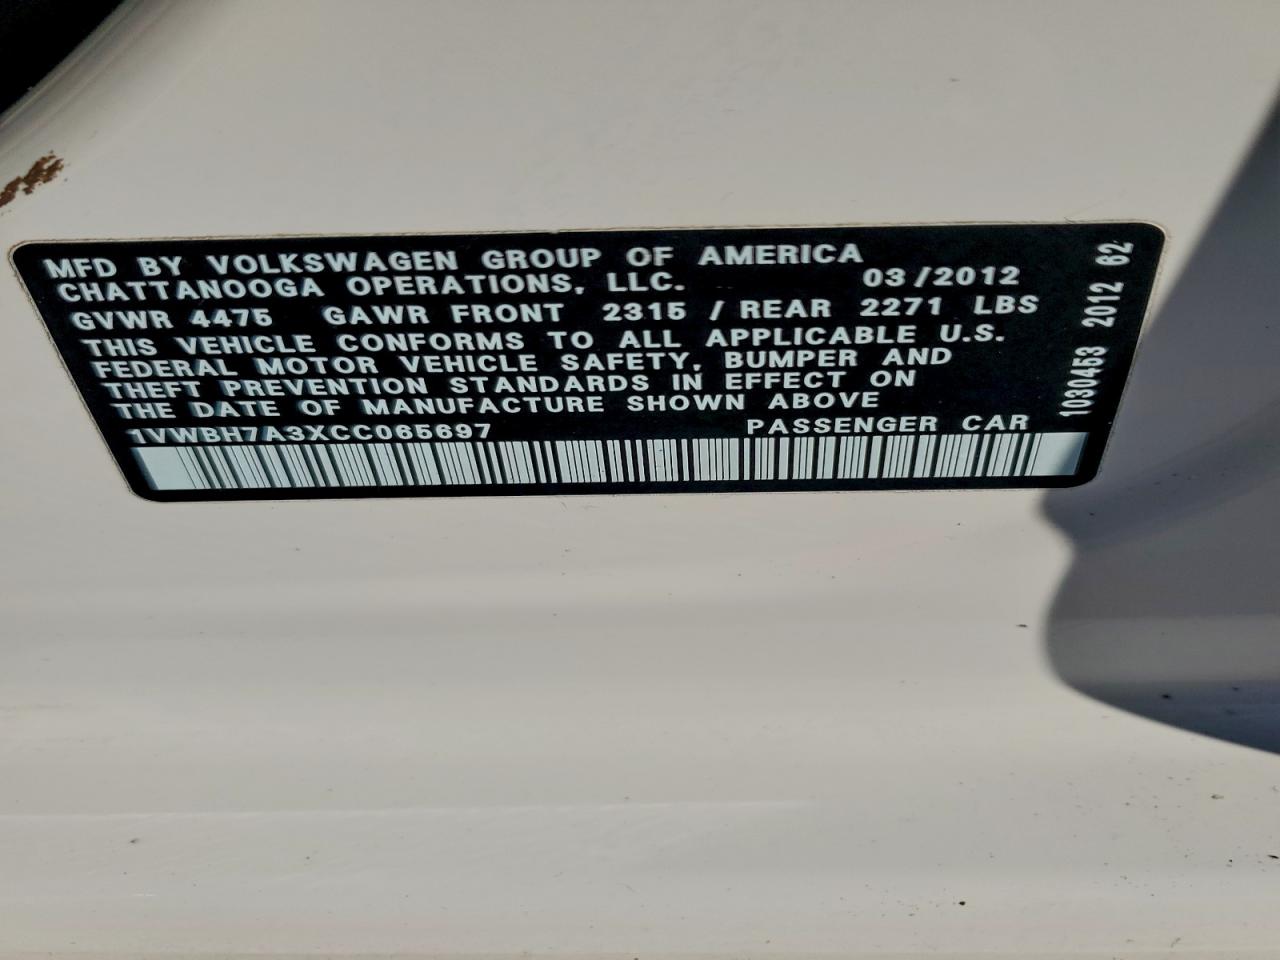 MFD BY VOLKSWAGEN GROUP OF AMERICA
CHATTANOOGA OPERATIONS, LLC. 03/2012
GVWR 4475 GAWR FRONT 2315 / REAR 2271 LBS
THIS VEHICLE CONFORMS TO ALL APPLICABLE U.S.
FEDERAL MOTOR VEHICLE SAFETY, BUMPER AND
THEFT PREVENTION STANDARDS IN EFFECT ON
THE DATE OF MANUFACTURE SHOWN ABOVE
1VWBH7A3XCC065697 PASSENGER CAR
1030453 2012 62